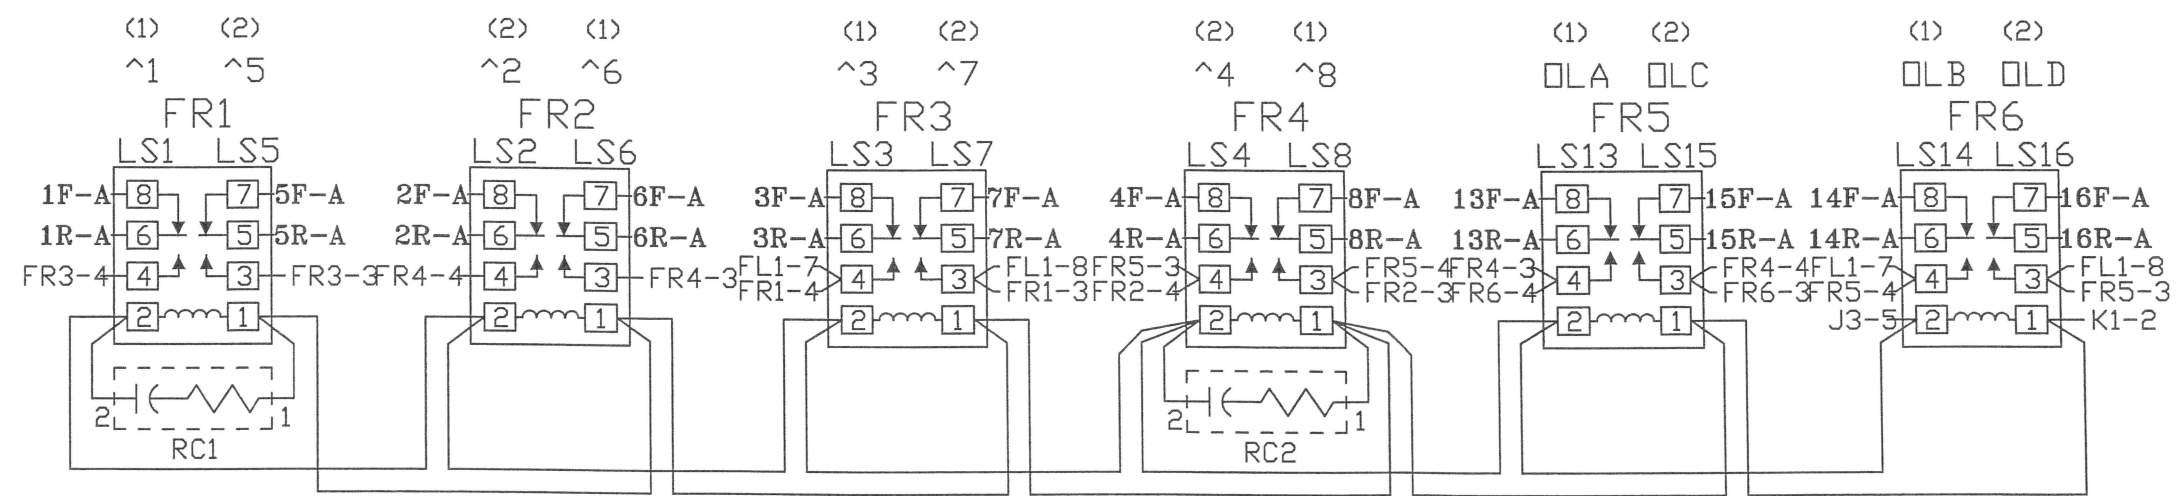 (1) (2) (2) (1) (1) (2) (2) (1) (1) (2) (1) (2)
^1 ^5 ^2 ^6 ^3 ^7 ^4 ^8 OLA OLC OLB OLD
FR1 FR2 FR3 FR4 FR5 FR6
LS1 LS5 LS2 LS6 LS3 LS7 LS4 LS8 LS13 LS15 LS14 LS16
1F-A 8 7 5F-A 2F-A 8 7 6F-A 3F-A 8 7 7F-A 4F-A 8 7 8F-A 13F-A 8 7 15F-A 14F-A 8 7 16F-A
1R-A 6 5 5R-A 2R-A 6 5 6R-A 3R-A 6 5 7R-A 4R-A 6 5 8R-A 13R-A 6 5 15R-A 14R-A 6 5 16R-A
FL1-7 FL1-8 FR5-3 FR5-4 FR4-3 FR4-4 FL1-7 FL1-8
FR3-4 4 3 FR3-3 FR4-4 4 3 FR4-3 4 3 4 3 4 3 4 3
FR1-4 FR1-3 FR2-4 FR2-3 FR6-4 FR6-3 FR5-4 FR5-3
2 1 2 1 2 1 2 1 2 1 J3-5 2 1 K1-2
2 1 2 1
RC1 RC2